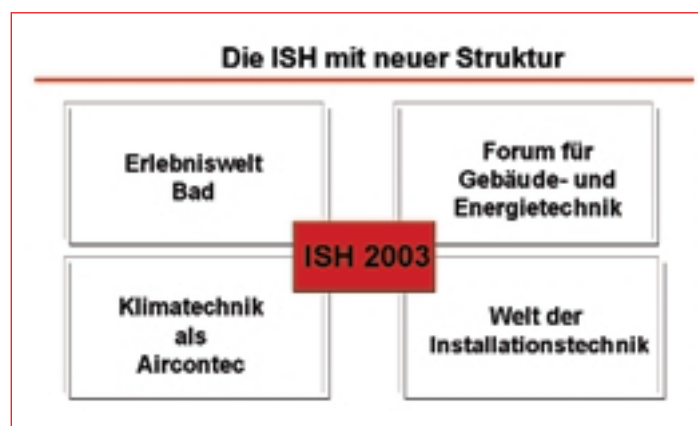 Die ISH mit neuer Struktur
Erlebniswelt
Bad
Forum für
Gebäude- und
Energietechnik
ISH 2003
Klimatechnik
als
Aircontec
Welt der
Installationstechnik